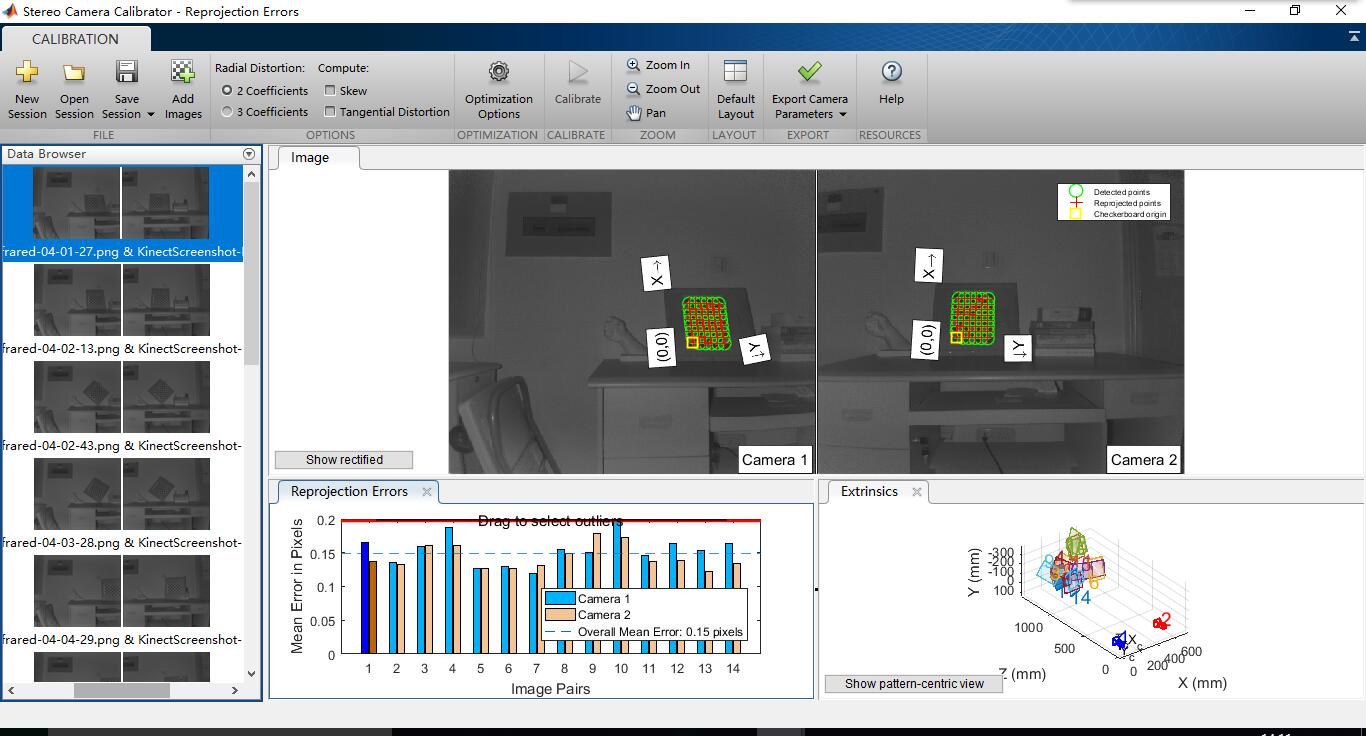 Stereo Camera Calibrator - Reprojection Errors
CALIBRATION
New Session
Open Session
Save Session
Add Images
FILE
Radial Distortion:
2 Coefficients
3 Coefficients
Compute:
Skew
Tangential Distortion
OPTIONS
Optimization Options
OPTIMIZATION
Calibrate
CALIBRATE
Zoom In
Zoom Out
Pan
ZOOM
Default Layout
LAYOUT
Export Camera Parameters
EXPORT
Help
RESOURCES
Data Browser
frared-04-01-27.png & KinectScreenshot-
frared-04-02-13.png & KinectScreenshot-
frared-04-02-43.png & KinectScreenshot-
frared-04-03-28.png & KinectScreenshot-
frared-04-04-29.png & KinectScreenshot-
Image
X→
(0,0)
Y↓
Camera 1
Show rectified
X→
(0,0)
Y↓
Camera 2
Detected points
Reprojected points
Checkerboard origin
Reprojection Errors
Drag to select outliers
Mean Error in Pixels
0.2
0.15
0.1
0.05
0
1 2 3 4 5 6 7 8 9 10 11 12 13 14
Image Pairs
Camera 1
Camera 2
Overall Mean Error: 0.15 pixels
Extrinsics
Y (mm)
-300
-200
-100
0
100
1000
500
0
Z (mm)
0
200
400
600
X (mm)
14
1
2
Xc
Show pattern-centric view